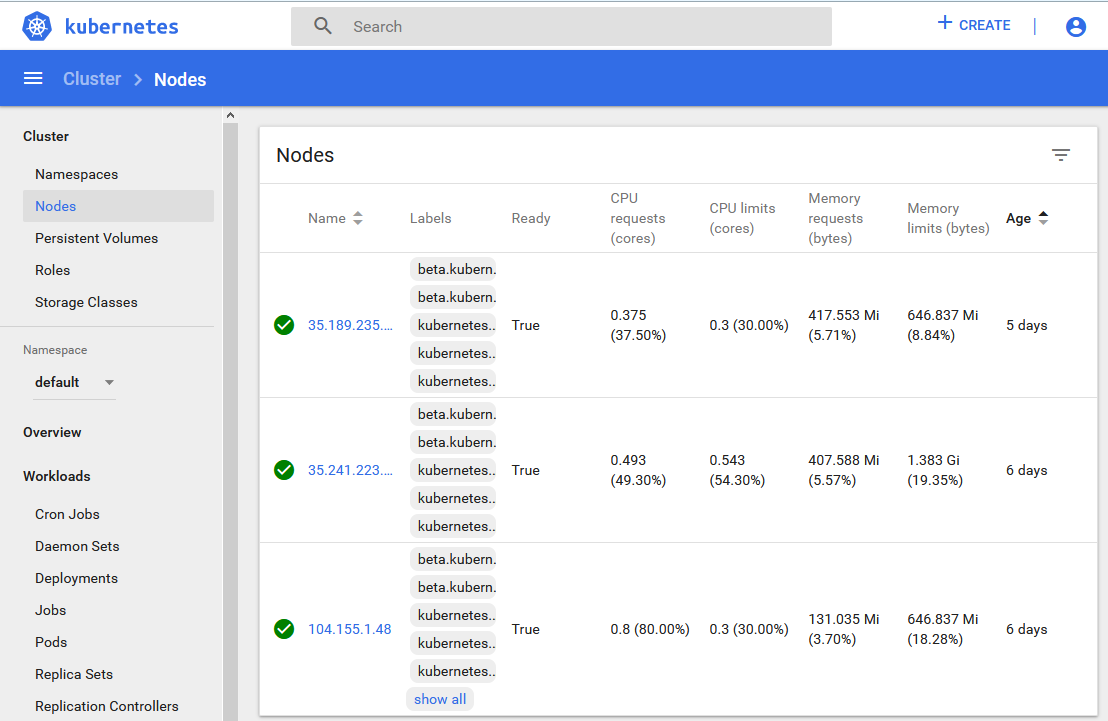 kubernetes
Search
+ CREATE |
Cluster > Nodes
Cluster
Namespaces
Nodes
Persistent Volumes
Roles
Storage Classes
Namespace
default
Overview
Workloads
Cron Jobs
Daemon Sets
Deployments
Jobs
Pods
Replica Sets
Replication Controllers
Nodes
Name
Labels
Ready
CPU
requests
(cores)
CPU limits
(cores)
Memory
requests
(bytes)
Memory
limits (bytes)
Age
35.189.235....
beta.kubern.
beta.kubern.
kubernetes..
kubernetes..
kubernetes..
True
0.375
(37.50%)
0.3 (30.00%)
417.553 Mi
(5.71%)
646.837 Mi
(8.84%)
5 days
35.241.223....
beta.kubern.
beta.kubern.
kubernetes..
kubernetes..
kubernetes..
True
0.493
(49.30%)
0.543
(54.30%)
407.588 Mi
(5.57%)
1.383 Gi
(19.35%)
6 days
104.155.1.48
beta.kubern.
beta.kubern.
kubernetes..
kubernetes..
kubernetes..
show all
True
0.8 (80.00%)
0.3 (30.00%)
131.035 Mi
(3.70%)
646.837 Mi
(18.28%)
6 days